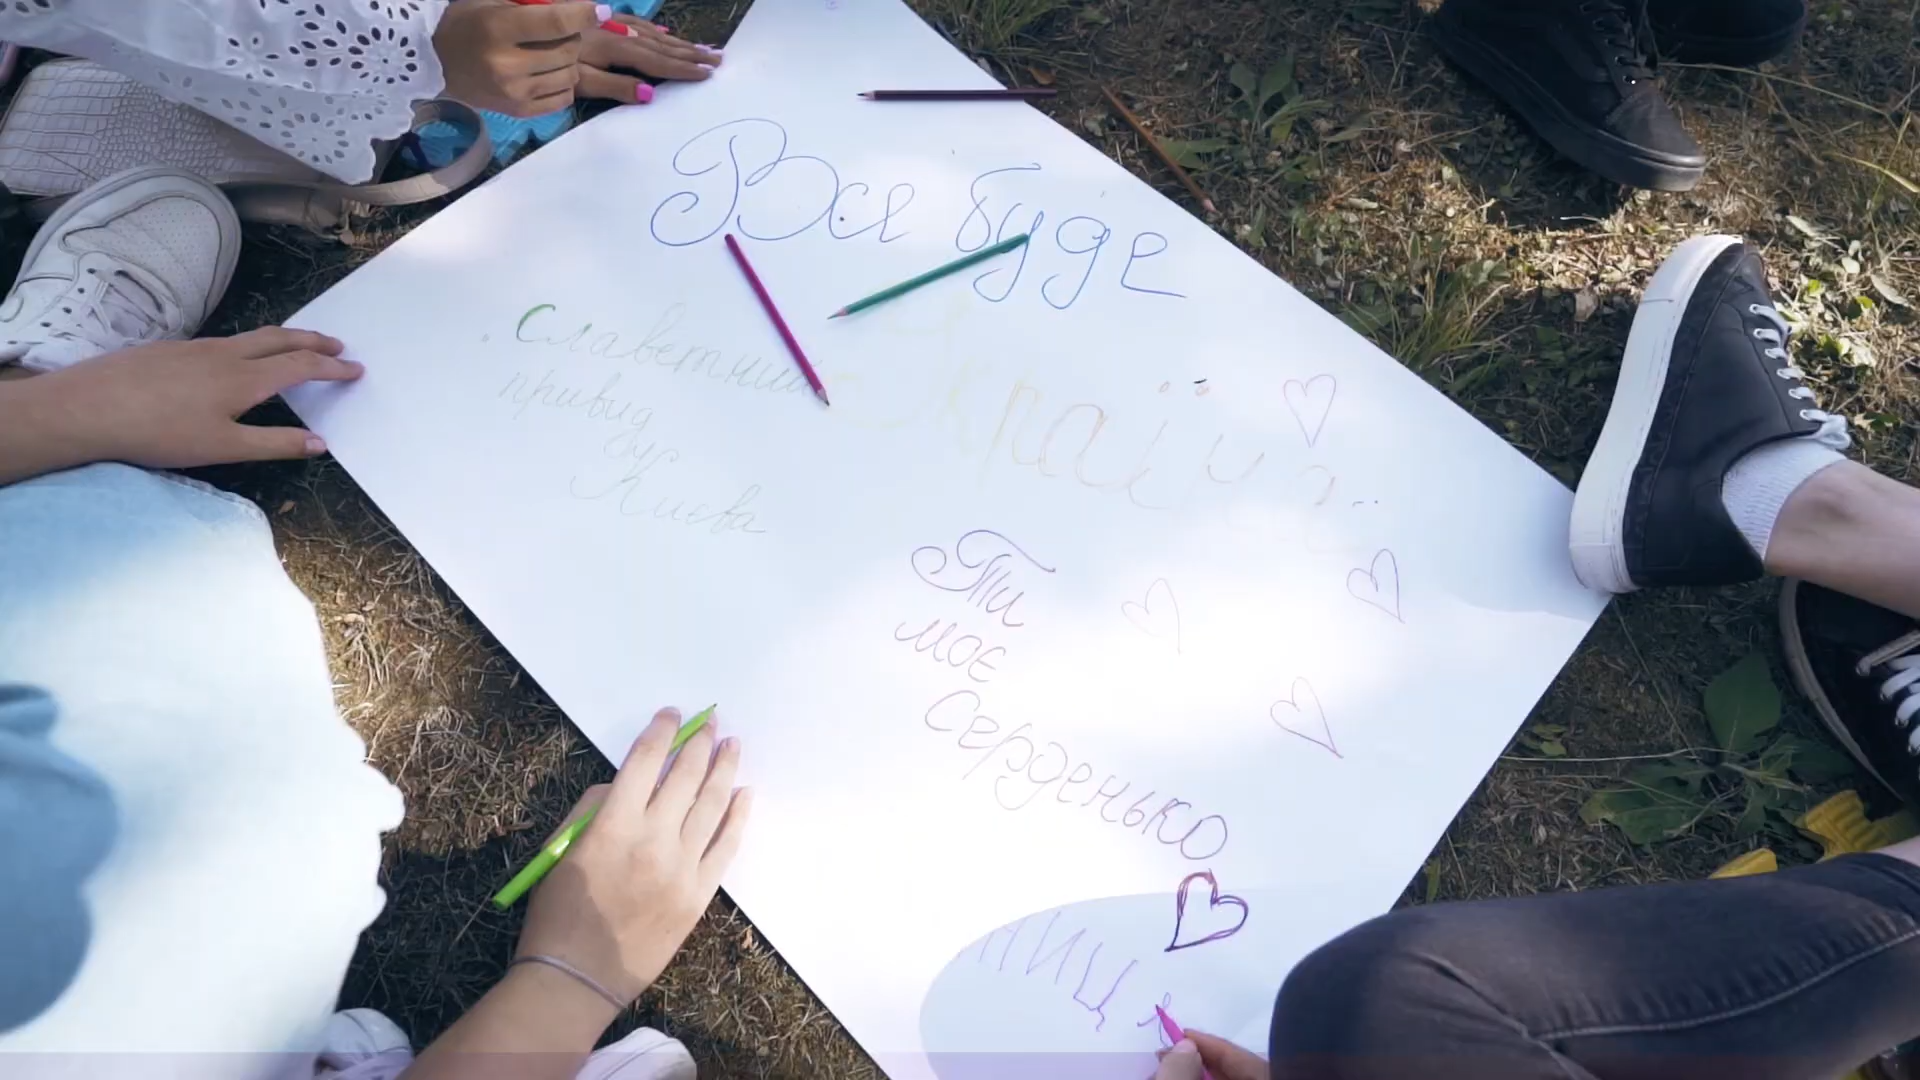 Все буде
Україна..
Славетний
привид
Києва
Ти
моє
серденько